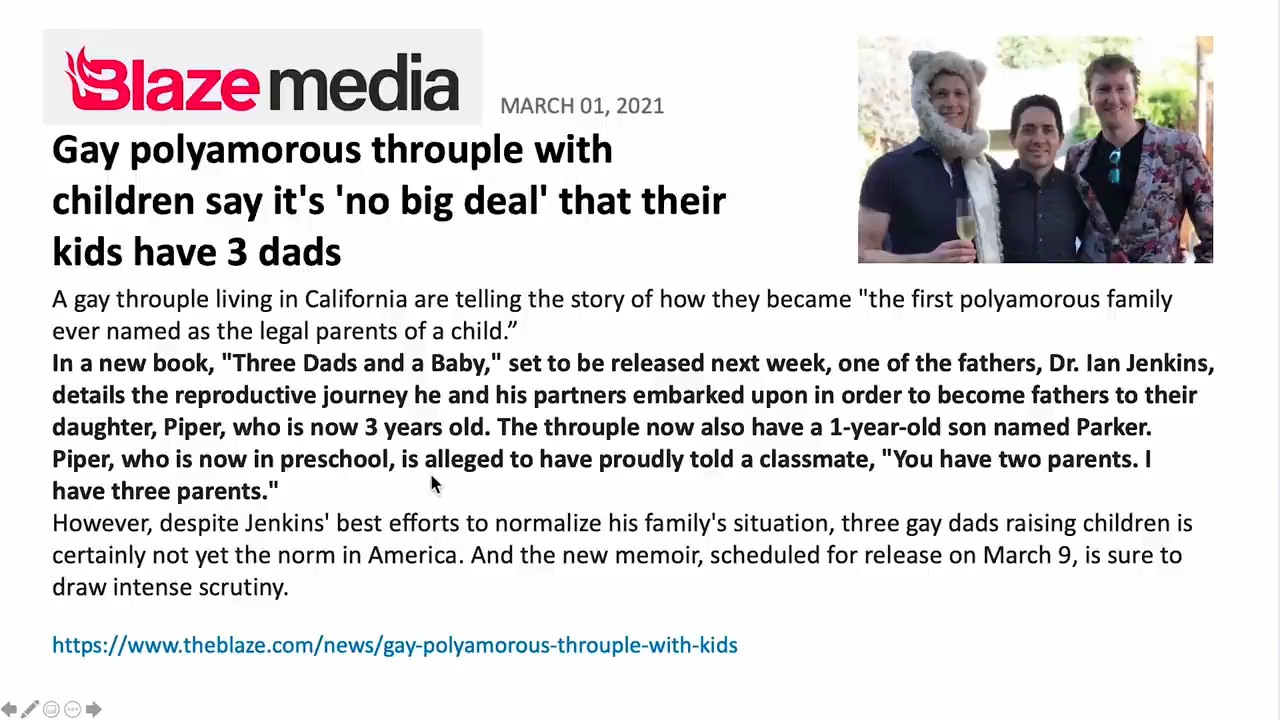 Blaze media
MARCH 01, 2021
Gay polyamorous throuple with
children say it's 'no big deal' that their
kids have 3 dads
A gay throuple living in California are telling the story of how they became "the first polyamorous family
ever named as the legal parents of a child.”
In a new book, "Three Dads and a Baby," set to be released next week, one of the fathers, Dr. Ian Jenkins,
details the reproductive journey he and his partners embarked upon in order to become fathers to their
daughter, Piper, who is now 3 years old. The throuple now also have a 1-year-old son named Parker.
Piper, who is now in preschool, is alleged to have proudly told a classmate, "You have two parents. I
have three parents."
However, despite Jenkins' best efforts to normalize his family's situation, three gay dads raising children is
certainly not yet the norm in America. And the new memoir, scheduled for release on March 9, is sure to
draw intense scrutiny.
https://www.theblaze.com/news/gay-polyamorous-throuple-with-kids